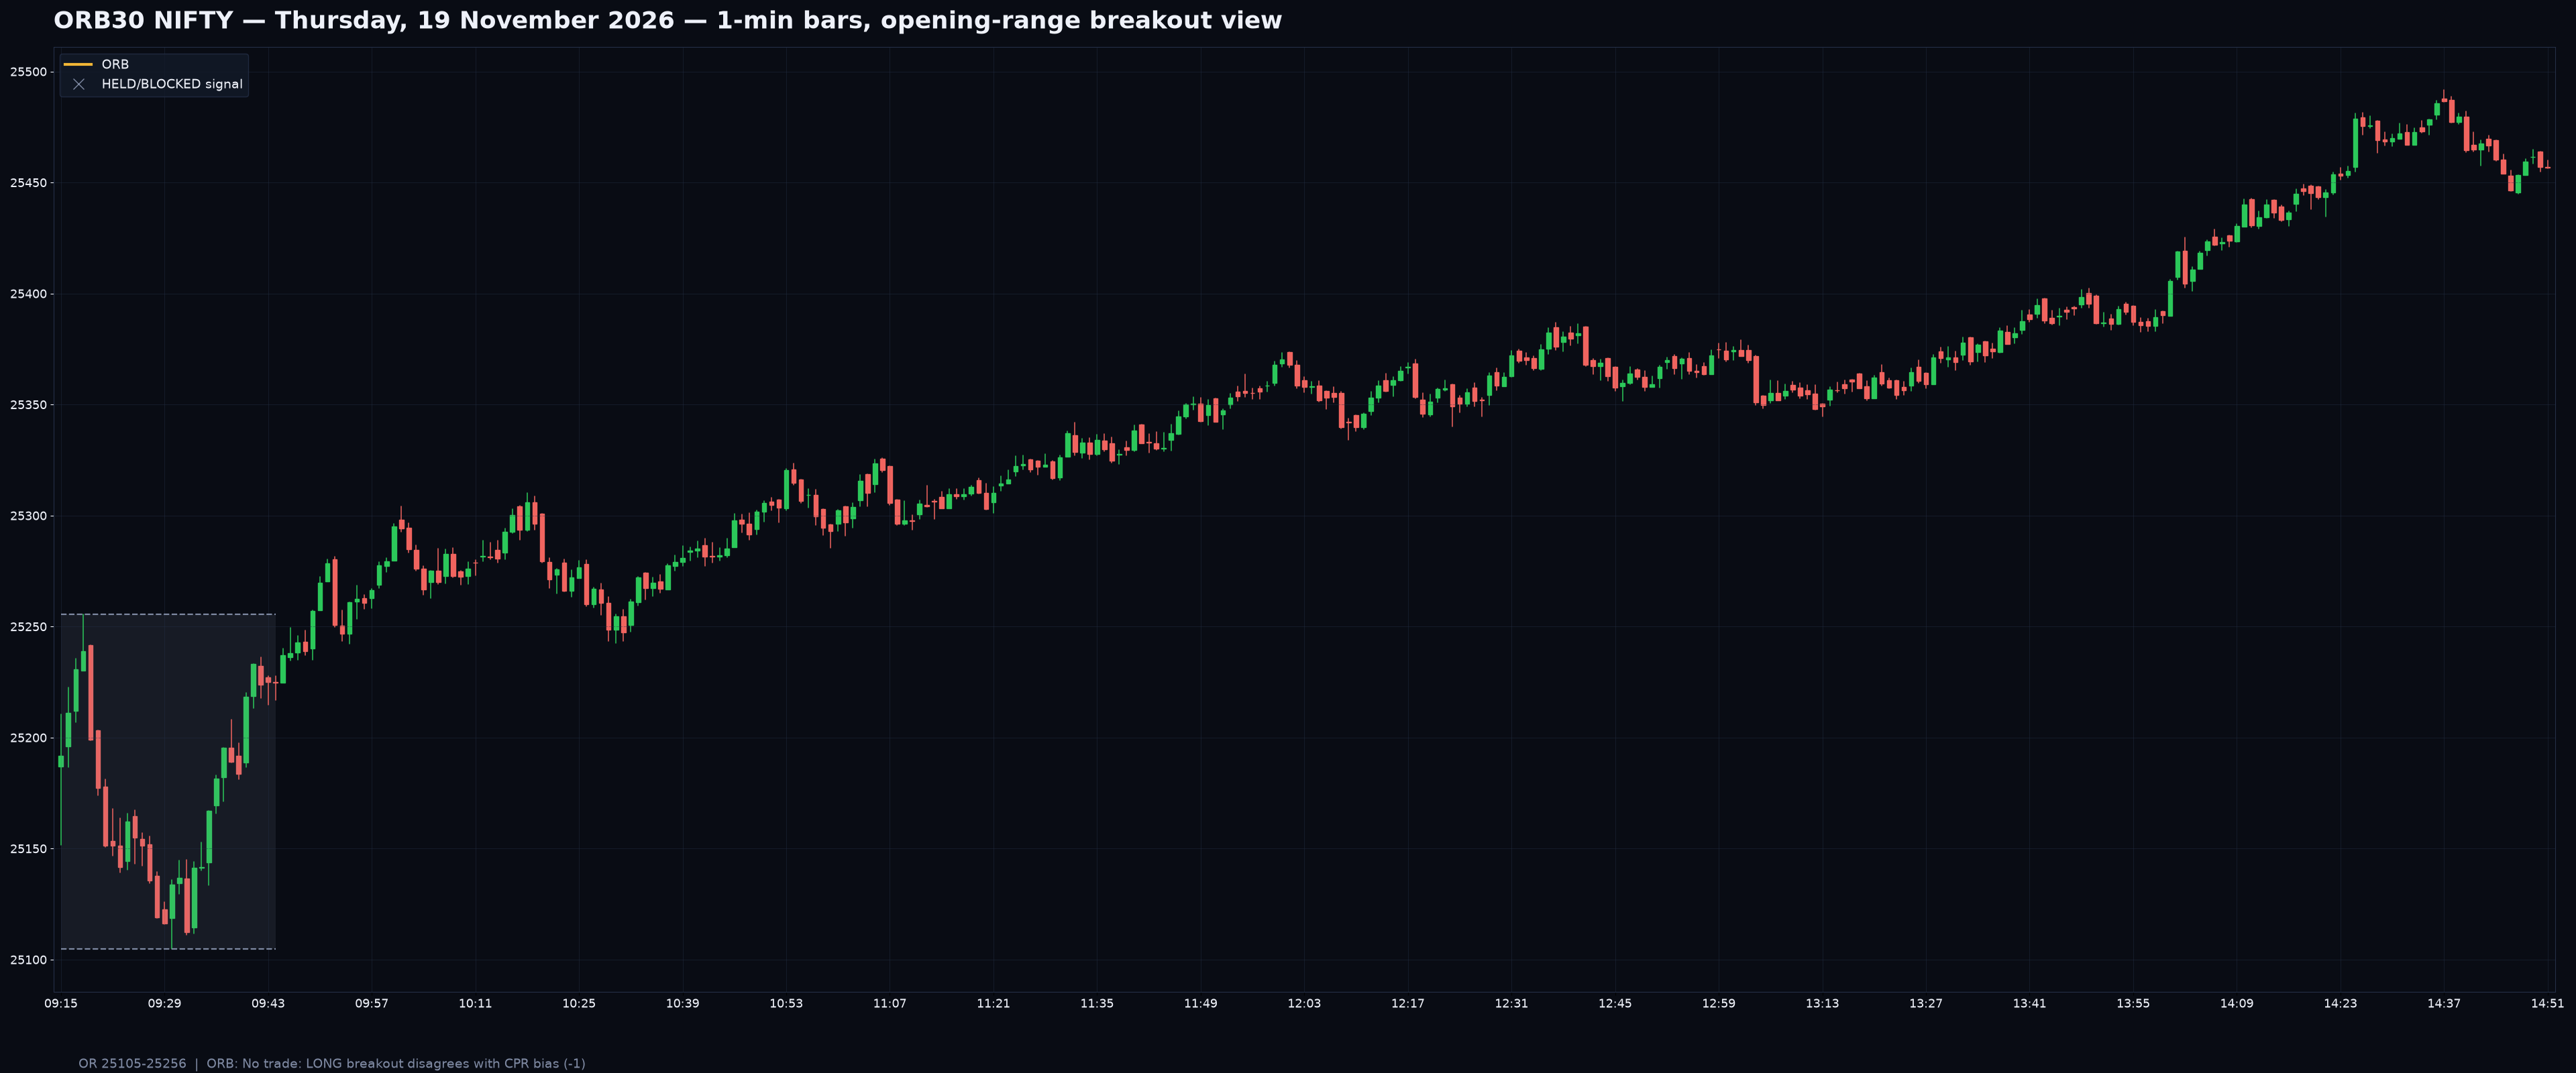 ORB30 NIFTY — Thursday, 19 November 2026 — 1-min bars, opening-range breakout view
ORB
HELD/BLOCKED signal
25500
25450
25400
25350
25300
25250
25200
25150
25100
09:15 09:29 09:43 09:57 10:11 10:25 10:39 10:53 11:07 11:21 11:35 11:49 12:03 12:17 12:31 12:45 12:59 13:13 13:27 13:41 13:55 14:09 14:23 14:37 14:51
OR 25105-25256 | ORB: No trade: LONG breakout disagrees with CPR bias (-1)